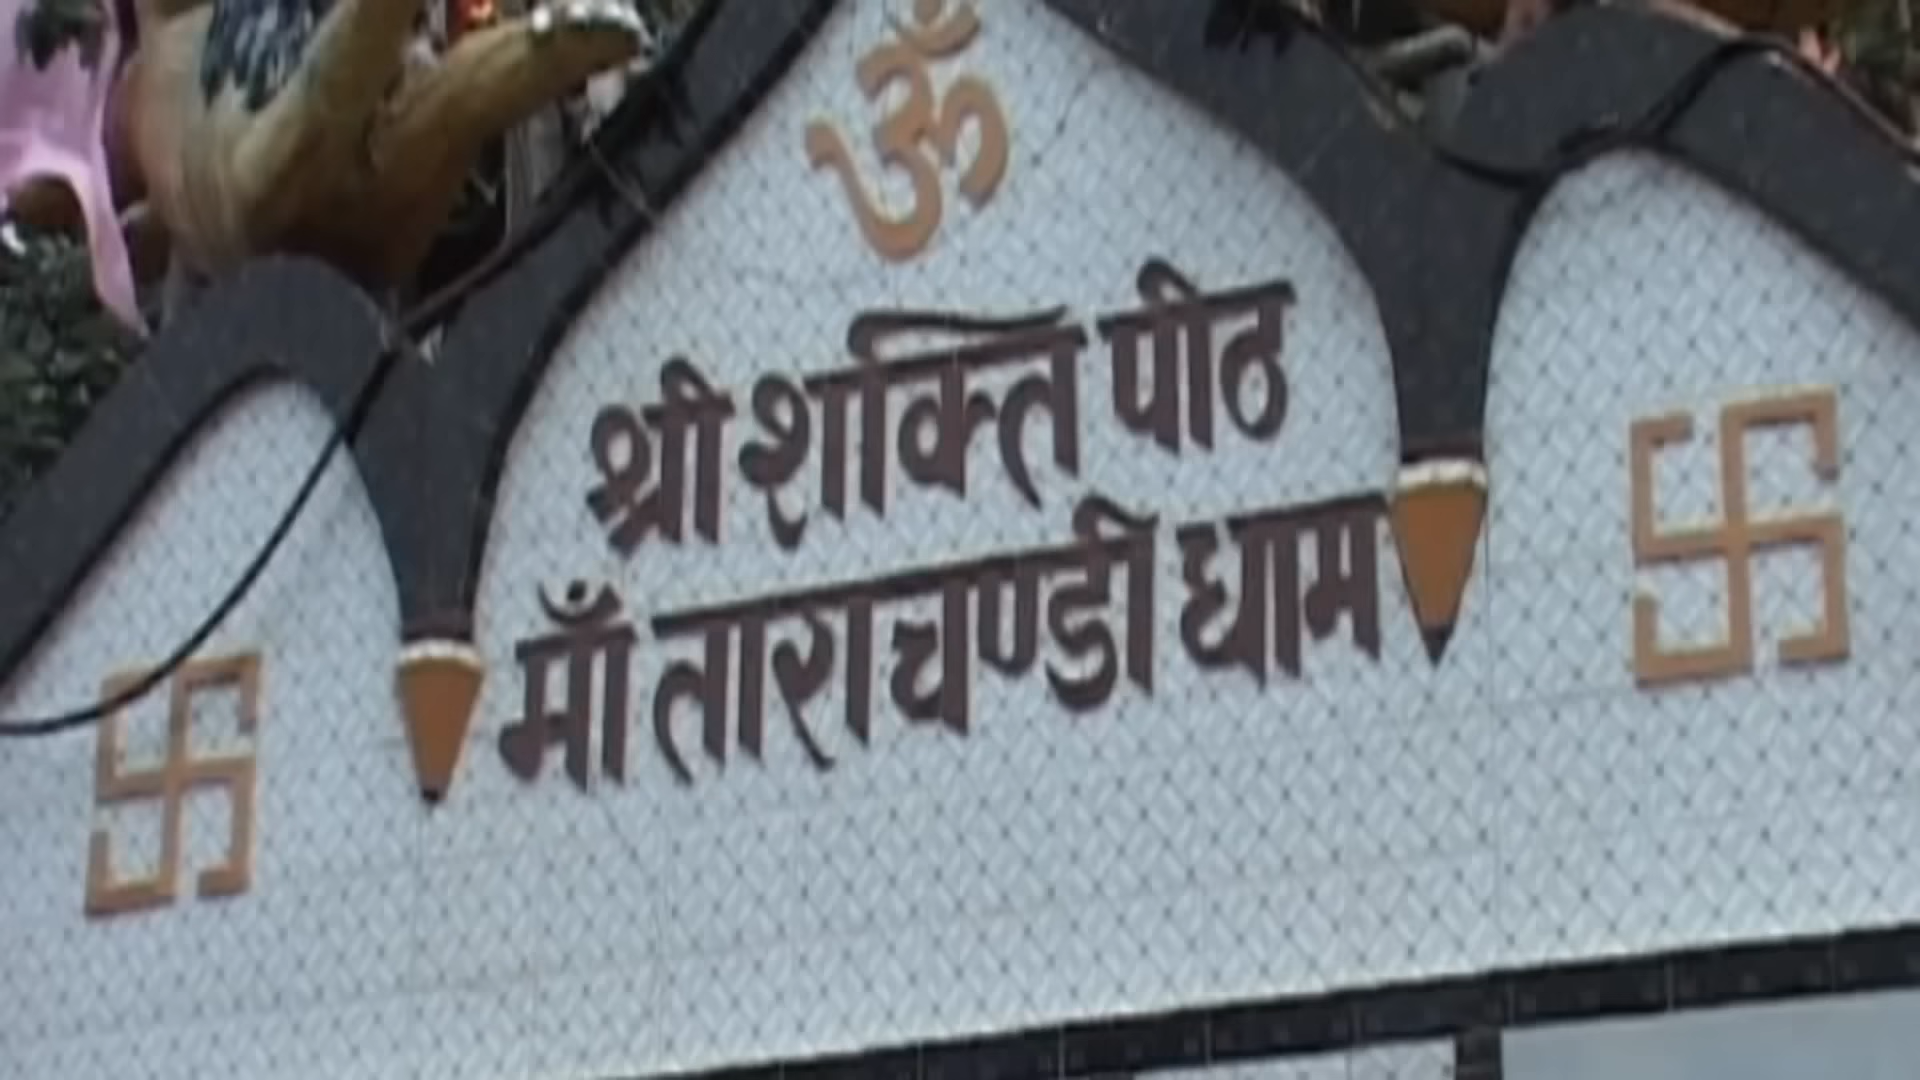 ॐ
श्री शक्ति पीठ
माँ ताराचण्डी धाम